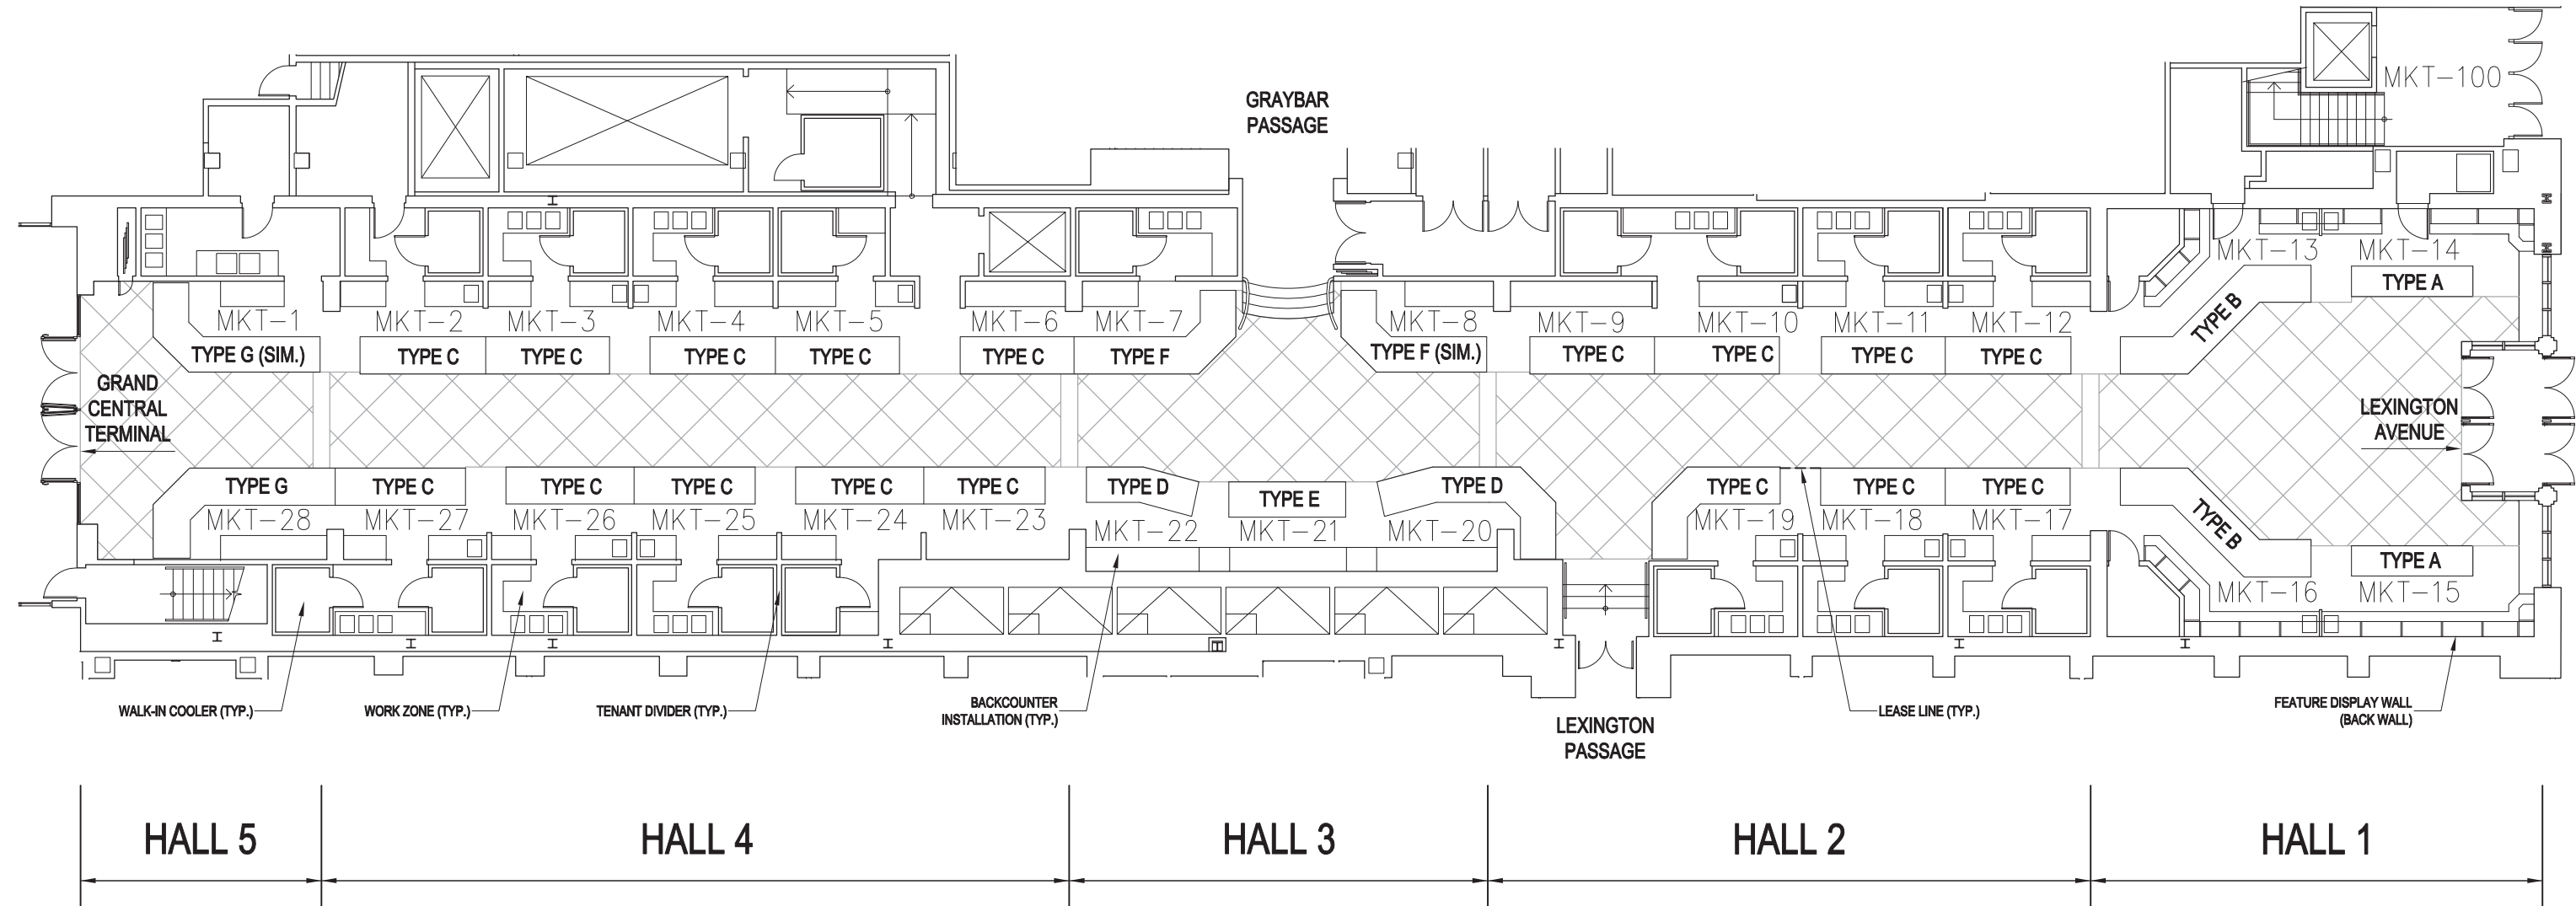 MKT-100
GRAYBAR
PASSAGE
MKT-13
MKT-14
TYPE A
TYPE B
MKT-1
MKT-2
MKT-3
MKT-4
MKT-5
MKT-6
MKT-7
MKT-8
MKT-9
MKT-10
MKT-11
MKT-12
TYPE G (SIM.)
TYPE C
TYPE C
TYPE C
TYPE C
TYPE C
TYPE F
TYPE F (SIM.)
TYPE C
TYPE C
TYPE C
TYPE C
GRAND
CENTRAL
TERMINAL
LEXINGTON
AVENUE
TYPE G
TYPE C
TYPE C
TYPE C
TYPE C
TYPE C
TYPE D
TYPE E
TYPE D
TYPE C
TYPE C
TYPE C
TYPE B
TYPE A
MKT-28
MKT-27
MKT-26
MKT-25
MKT-24
MKT-23
MKT-22
MKT-21
MKT-20
MKT-19
MKT-18
MKT-17
MKT-16
MKT-15
WALK-IN COOLER (TYP.)
WORK ZONE (TYP.)
TENANT DIVIDER (TYP.)
BACKCOUNTER
INSTALLATION (TYP.)
LEXINGTON
PASSAGE
LEASE LINE (TYP.)
FEATURE DISPLAY WALL
(BACK WALL)
HALL 5
HALL 4
HALL 3
HALL 2
HALL 1